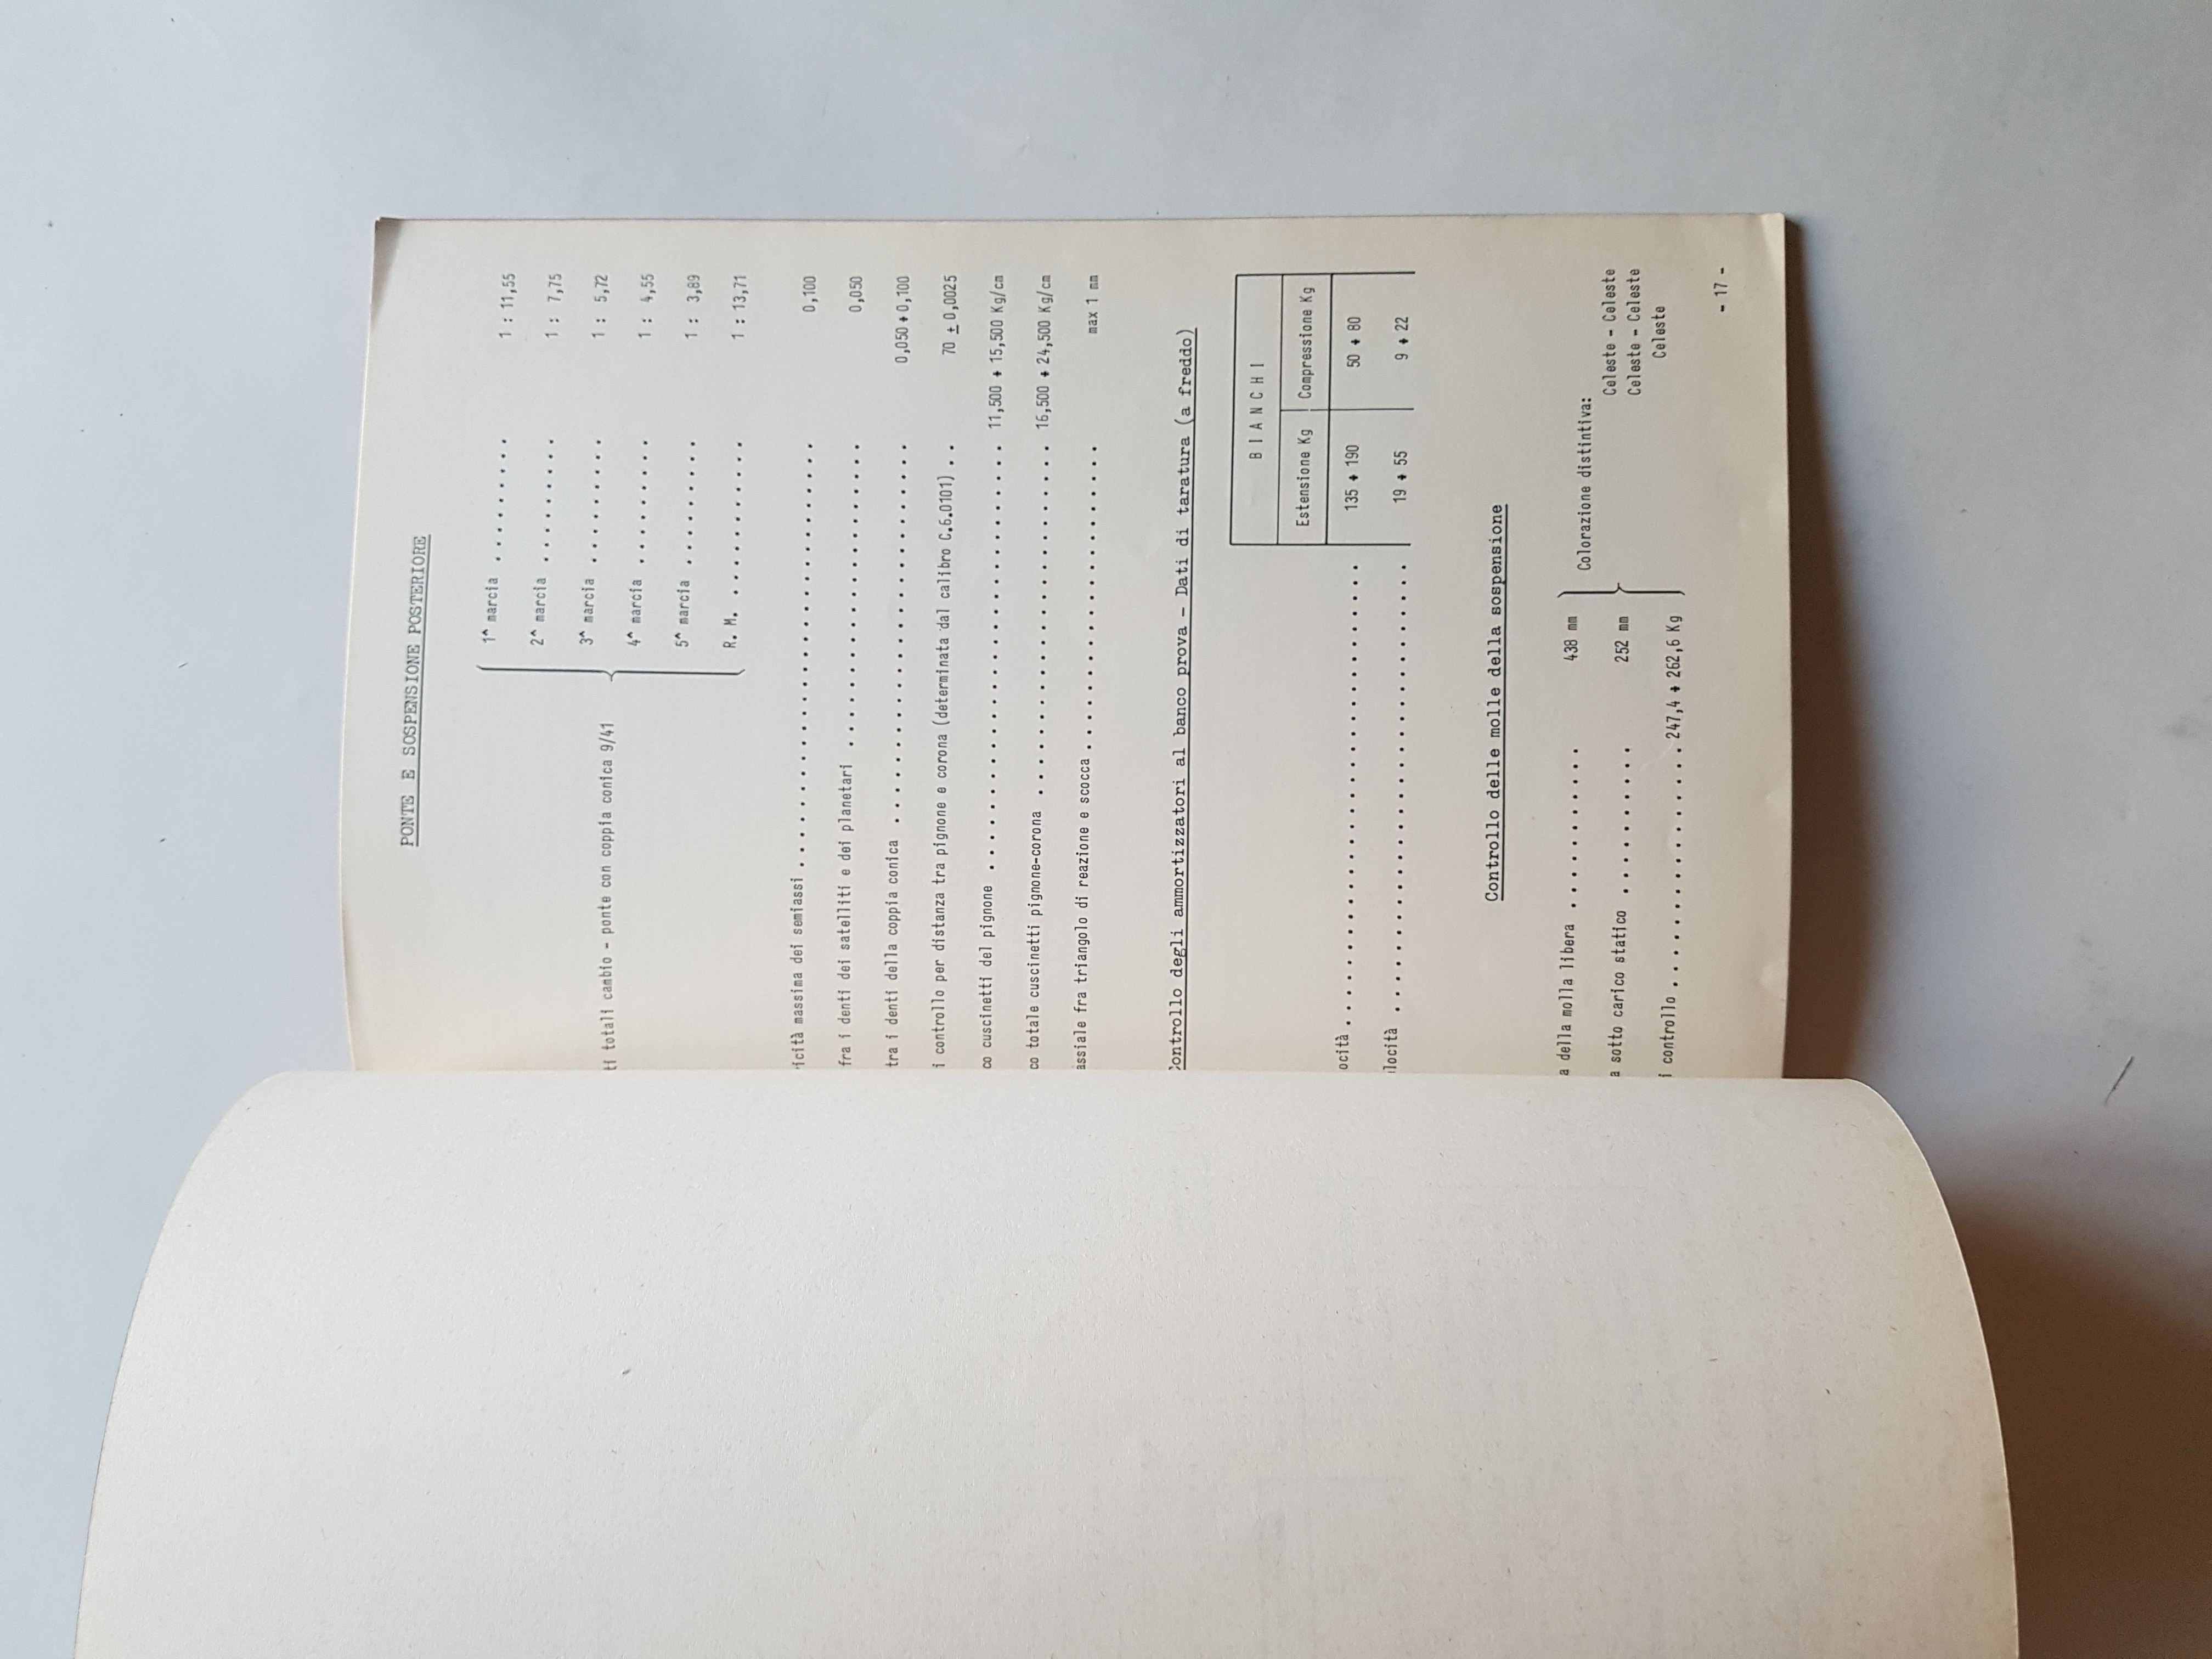 PONTE E SOSPENSIONE POSTERIORE
1^ marcia .......... 1 : 11,55
2^ marcia .......... 1 : 7,75
3^ marcia .......... 1 : 5,72
ti totali cambio - ponte con coppia conica 9/41
4^ marcia .......... 1 : 4,55
5^ marcia .......... 1 : 3,89
R. M. ............ 1 : 13,71
icità massima dei semiassi ........................................ 0,100
fra i denti dei satelliti e dei planetari ............................. 0,050
tra i denti della coppia conica .................................... 0,050 ÷ 0,100
i controllo per distanza tra pignone e corona (determinata dal calibro C.6.0101) .. 70 ± 0,0025
co cuscinetti del pignone ........................................ 11,500 ÷ 15,500 Kg/cm
co totale cuscinetti pignone-corona ................................. 16,500 ÷ 24,500 Kg/cm
assiale fra triangolo di reazione e scocca ............................. max 1 mm
Controllo degli ammortizzatori al banco prova - Dati di taratura (a freddo)
BIANCHI
Estensione Kg Compressione Kg
ocità ........................................... 135 ÷ 190 50 ÷ 80
locità .......................................... 19 ÷ 55 9 ÷ 22
Controllo delle molle della sospensione
a della molla libera ............... 438 mm
Colorazione distintiva:
a sotto carico statico .............. 252 mm
Celeste - Celeste
Celeste - Celeste
Celeste
i controllo ....................... 247,4 ÷ 262,6 Kg
- 17 -